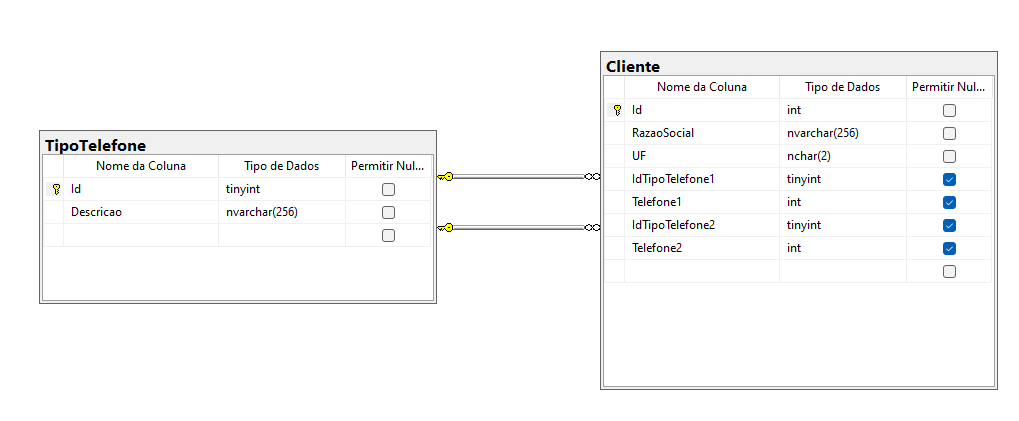 TipoTelefone
Nome da Coluna Tipo de Dados Permitir Nul...
Id tinyint
Descricao nvarchar(256)
Cliente
Nome da Coluna Tipo de Dados Permitir Nul...
Id int
RazaoSocial nvarchar(256)
UF nchar(2)
IdTipoTelefone1 tinyint
Telefone1 int
IdTipoTelefone2 tinyint
Telefone2 int